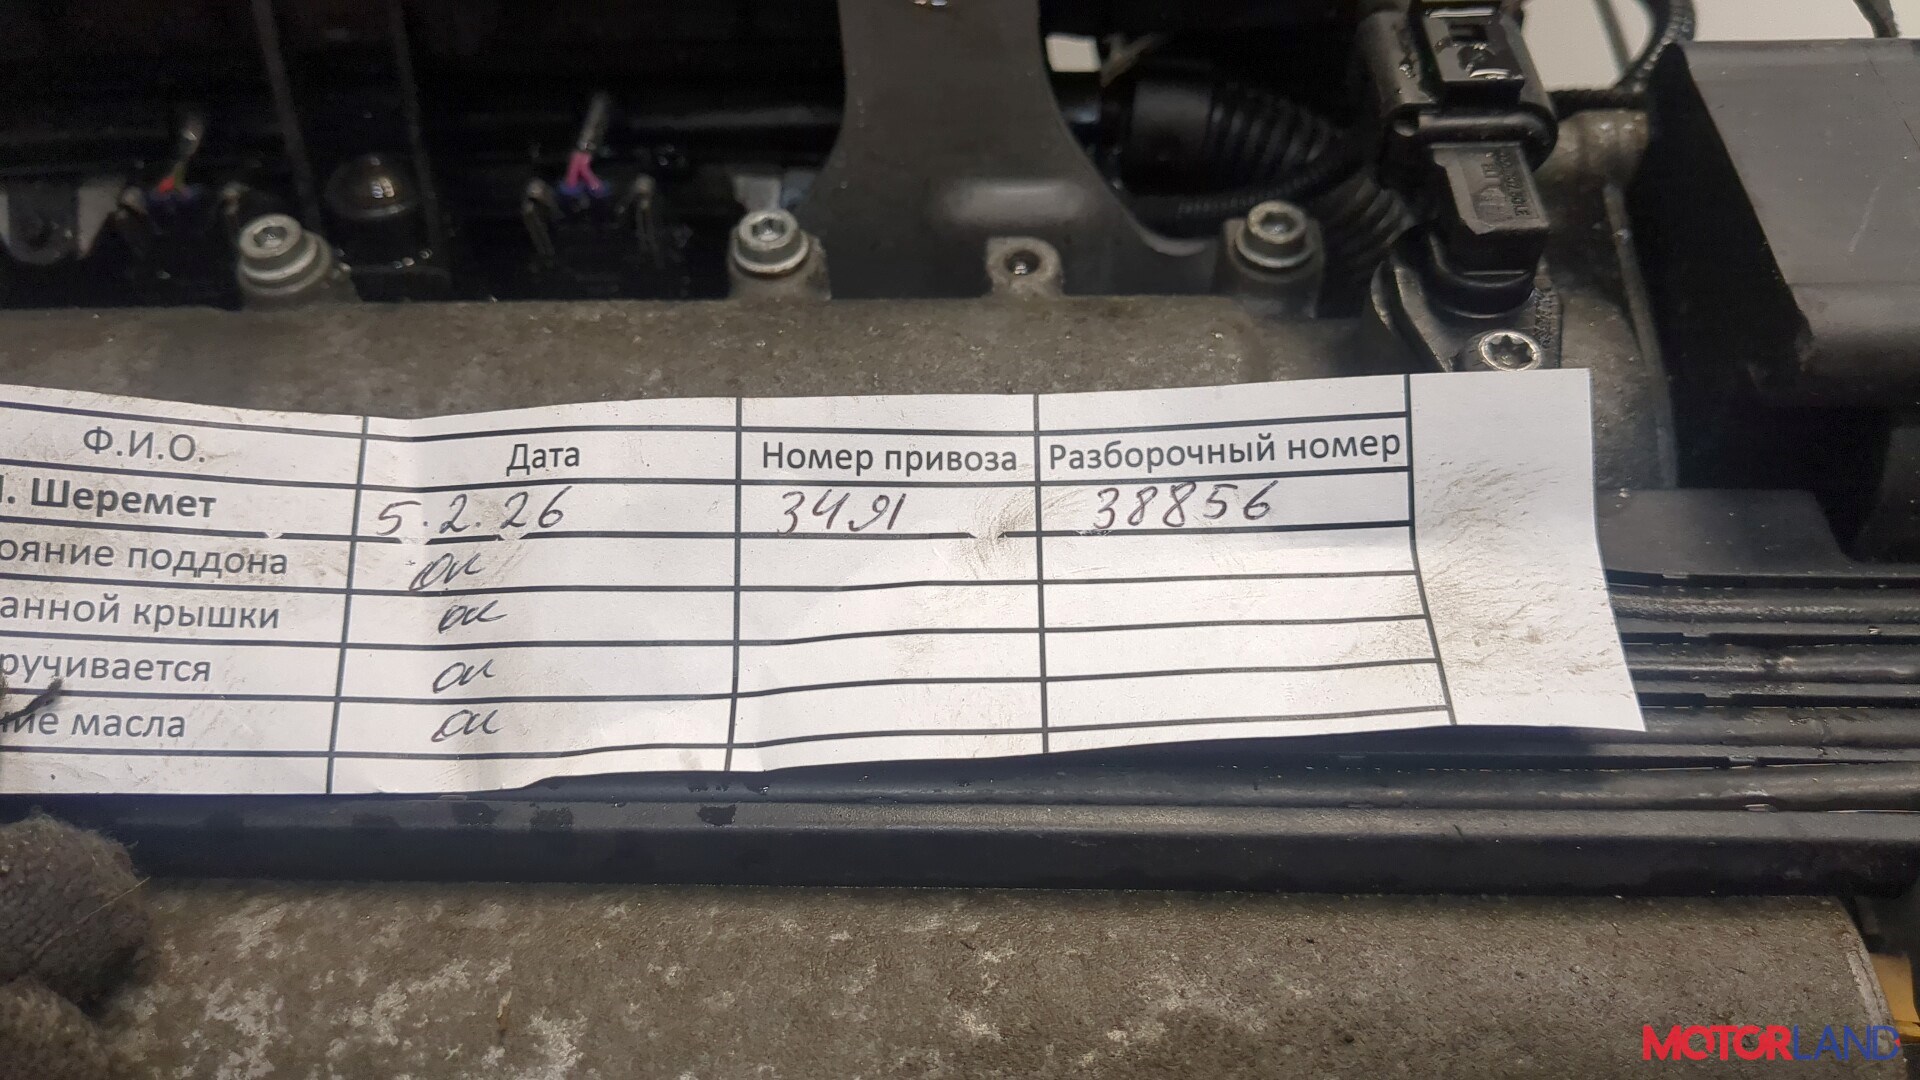 Ф.И.О. Дата Номер привоза Разборочный номер
Шеремет 5.2.26 3491 38856
ояние поддона ок
анной крышки ок
ручивается ок
ние масла ок
MOTORLAND